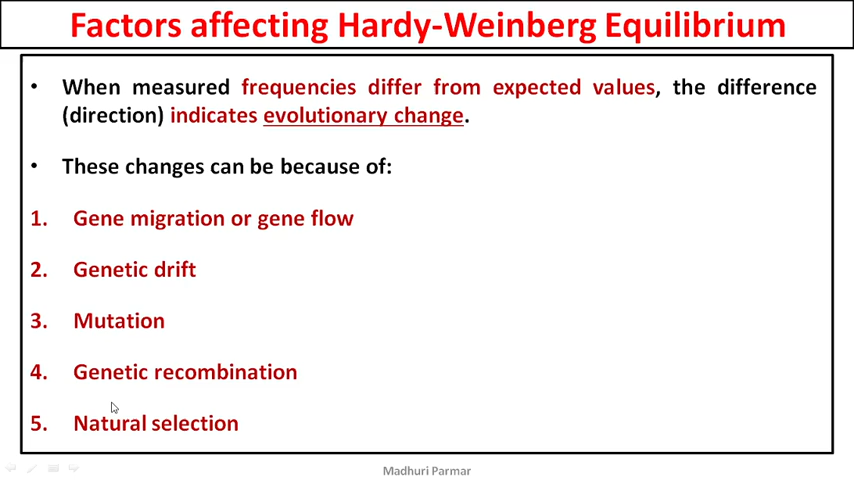 Factors affecting Hardy-Weinberg Equilibrium
• When measured frequencies differ from expected values, the difference
(direction) indicates evolutionary change.
• These changes can be because of:
1. Gene migration or gene flow
2. Genetic drift
3. Mutation
4. Genetic recombination
5. Natural selection
Madhuri Parmar